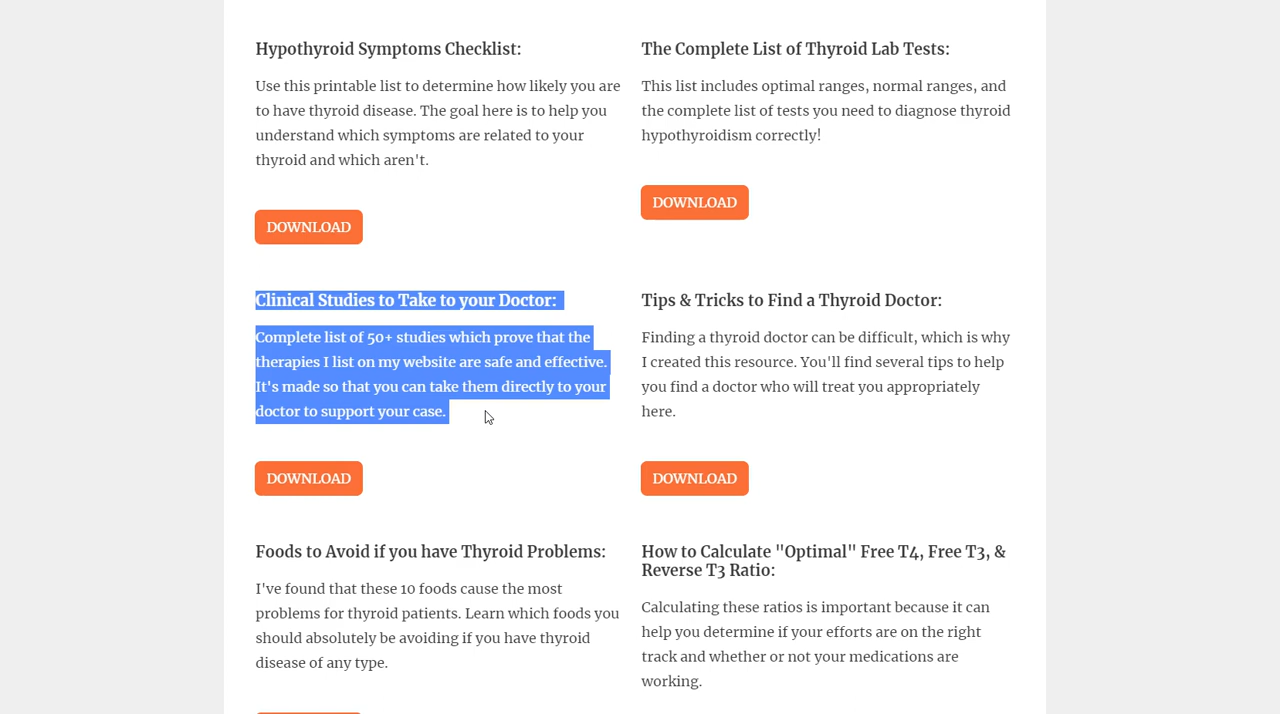 Hypothyroid Symptoms Checklist:
Use this printable list to determine how likely you are
to have thyroid disease. The goal here is to help you
understand which symptoms are related to your
thyroid and which aren't.
DOWNLOAD
The Complete List of Thyroid Lab Tests:
This list includes optimal ranges, normal ranges, and
the complete list of tests you need to diagnose thyroid
hypothyroidism correctly!
DOWNLOAD
Clinical Studies to Take to your Doctor:
Complete list of 50+ studies which prove that the
therapies I list on my website are safe and effective.
It's made so that you can take them directly to your
doctor to support your case.
DOWNLOAD
Tips & Tricks to Find a Thyroid Doctor:
Finding a thyroid doctor can be difficult, which is why
I created this resource. You'll find several tips to help
you find a doctor who will treat you appropriately
here.
DOWNLOAD
Foods to Avoid if you have Thyroid Problems:
I've found that these 10 foods cause the most
problems for thyroid patients. Learn which foods you
should absolutely be avoiding if you have thyroid
disease of any type.
How to Calculate "Optimal" Free T4, Free T3, &
Reverse T3 Ratio:
Calculating these ratios is important because it can
help you determine if your efforts are on the right
track and whether or not your medications are
working.